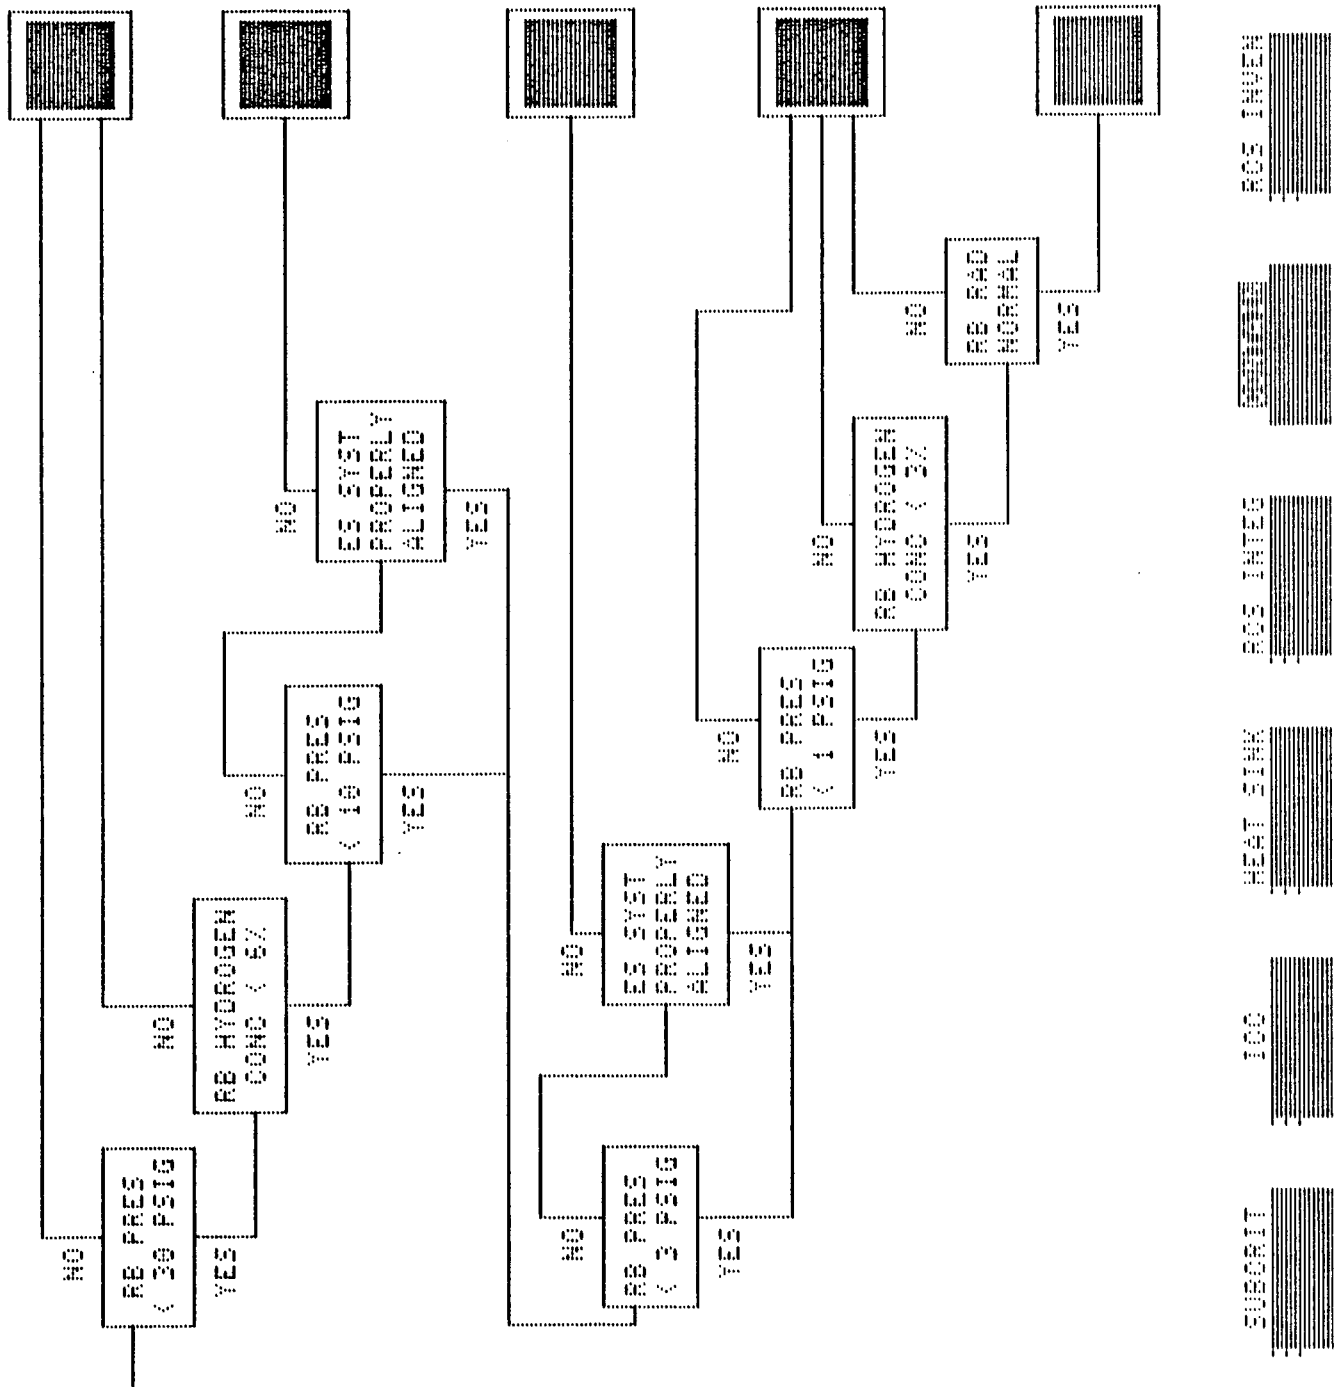 NO
RB PRES
< 30 PSIG
YES
NO
RB HYDROGEN
CONC < 6%
YES
NO
RB PRES
< 10 PSIG
YES
NO
ES SYST
PROPERLY
ALIGNED
YES
NO
RB PRES
< 3 PSIG
YES
NO
ES SYST
PROPERLY
ALIGNED
YES
NO
RB PRES
< 1 PSIG
YES
NO
RB HYDROGEN
CONC < 3%
YES
NO
RB RAD
NORMAL
YES
SUBCRIT
ICC
HEAT SINK
RCS INTEG
RCS INVEN